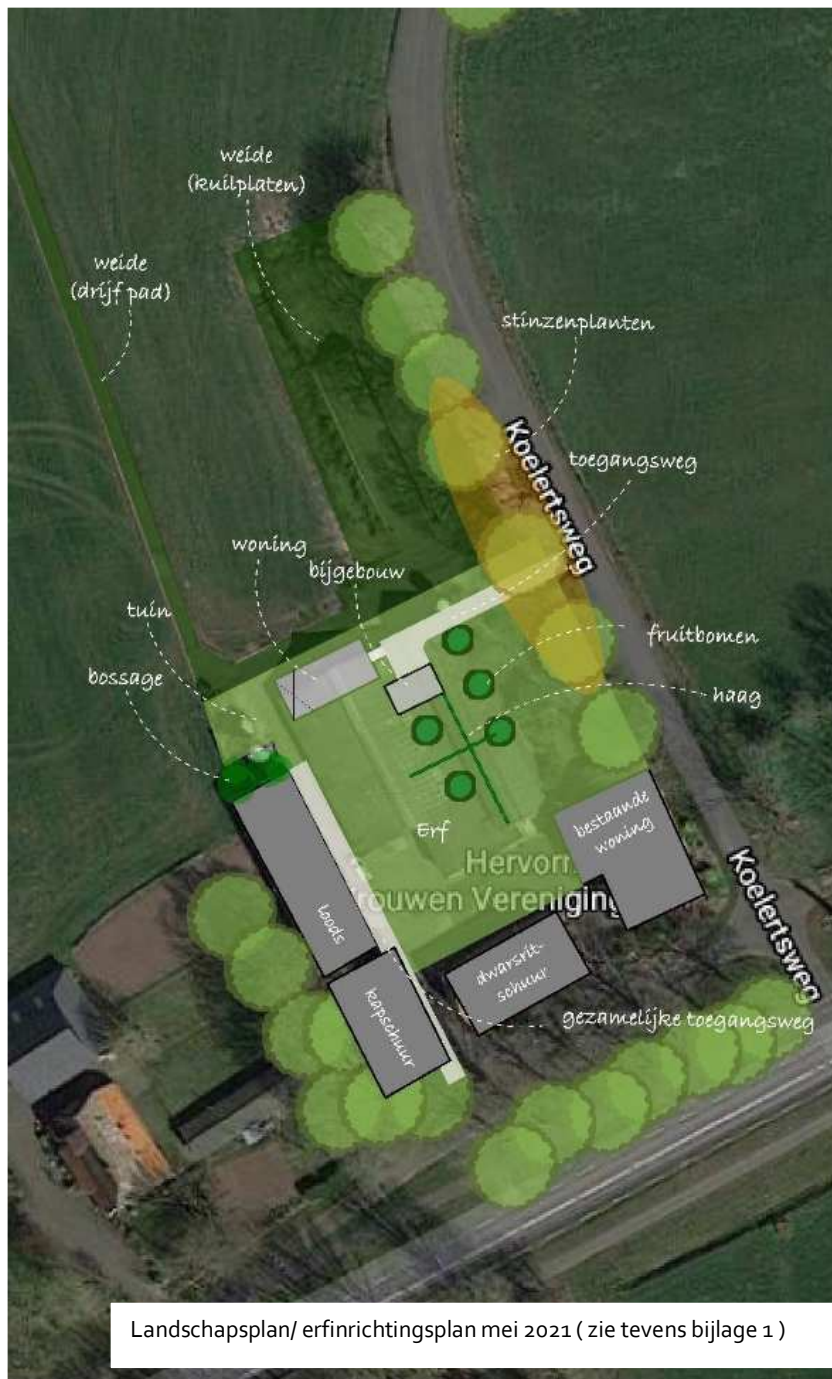 weide
(kuilplaten)
weide
(drijf pad)
stinzenplanten
Koelertsweg
toegangsweg
woning
bijgebouw
tuin
fruitbomen
bossage
haag
bestaande
woning
Erf
Hervorm
rouwen Vereniging
Koelertsweg
loods
dwarsrit-
schuur
kapschuur
gezamelijke toegangsweg
Landschapsplan/ erfinrichtingsplan mei 2021 ( zie tevens bijlage 1 )